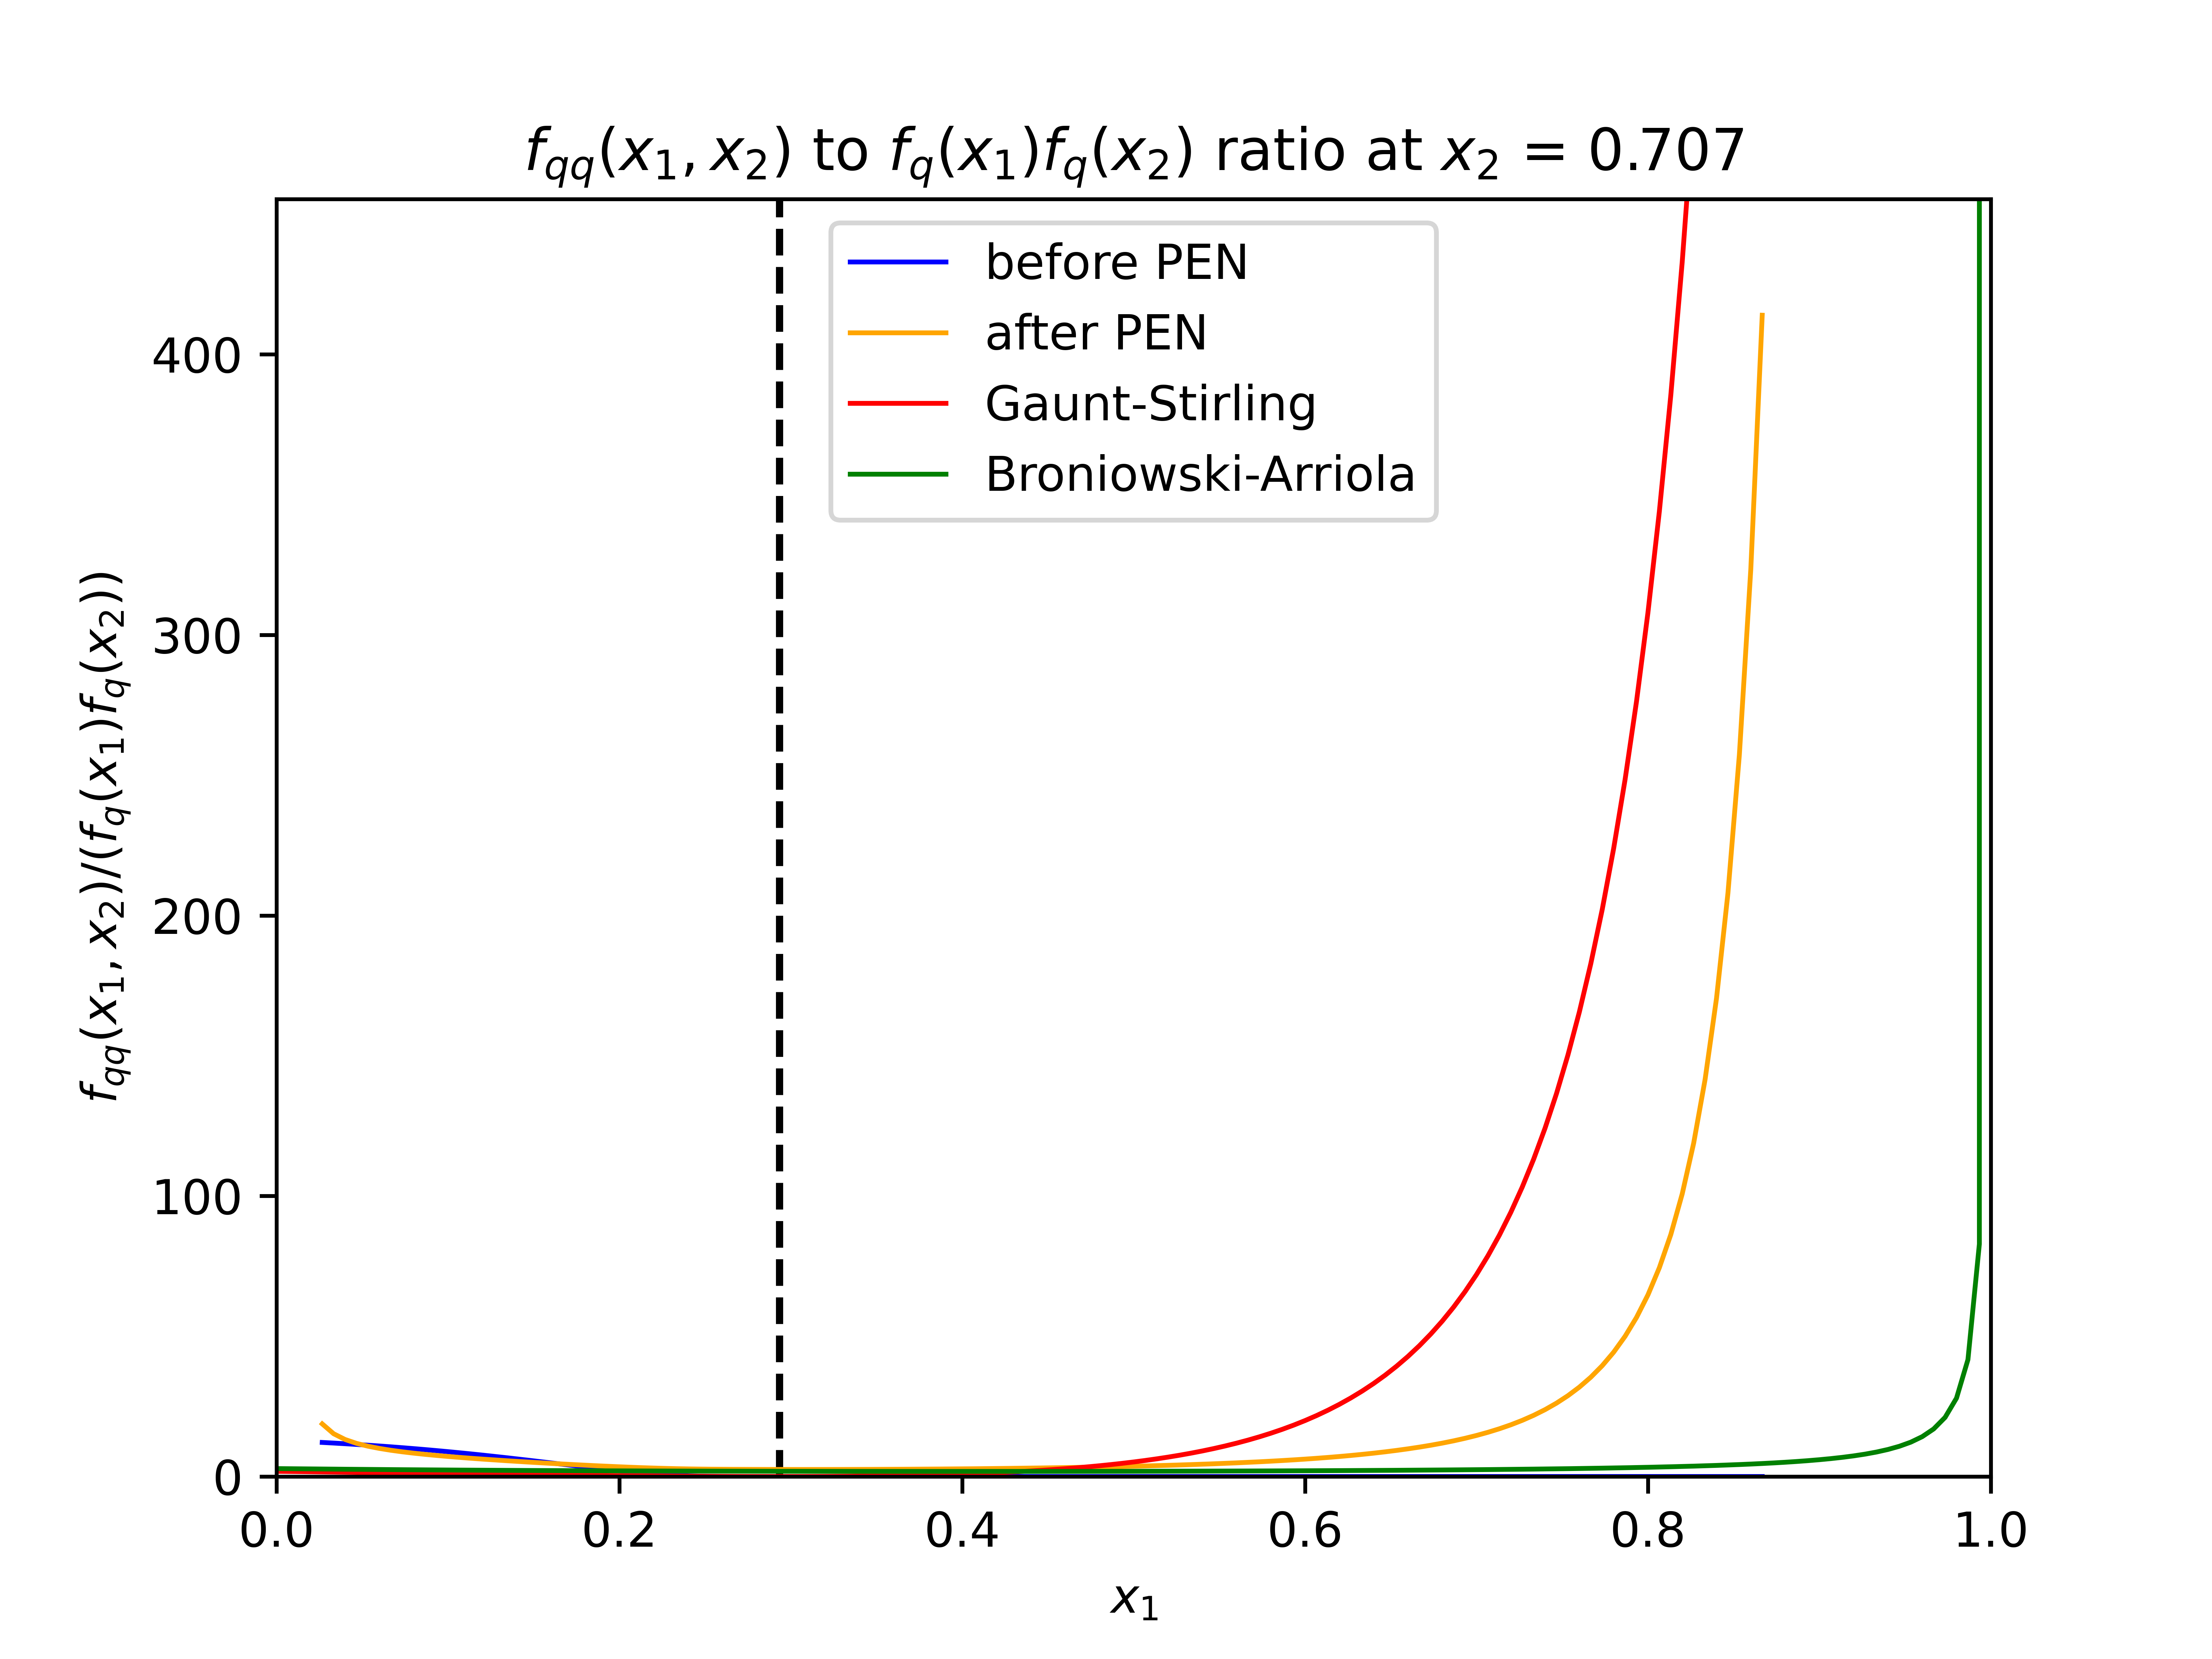 f_qq(x_1, x_2) to f_q(x_1)f_q(x_2) ratio at x_2 = 0.707
before PEN
after PEN
Gaunt-Stirling
Broniowski-Arriola
f_qq(x_1, x_2)/(f_q(x_1)f_q(x_2))
400
300
200
100
0
0.0 0.2 0.4 0.6 0.8 1.0
x_1